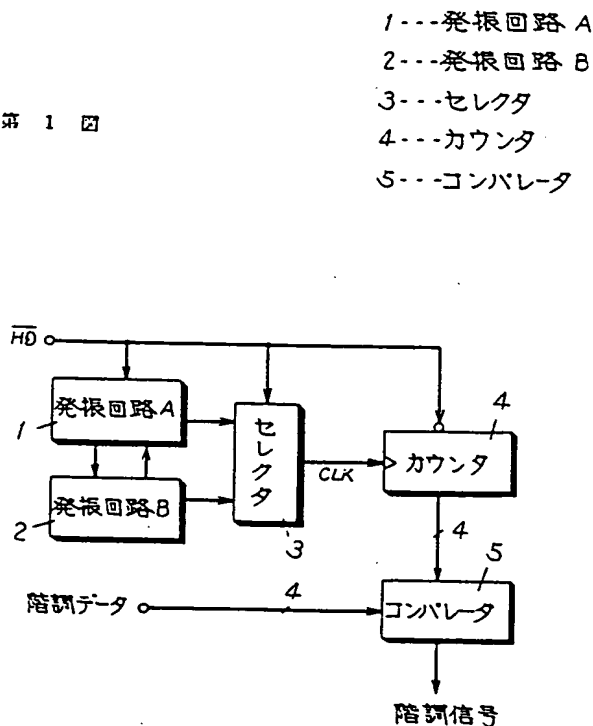 1---発振回路 A
2---発振回路 B
3---セレクタ
4---カウンタ
5---コンパレータ
第 1 図
HD
発振回路A
1
セレクタ
4
カウンタ
CLK
発振回路B
2
3
4
5
階調データ
4
コンパレータ
階調信号